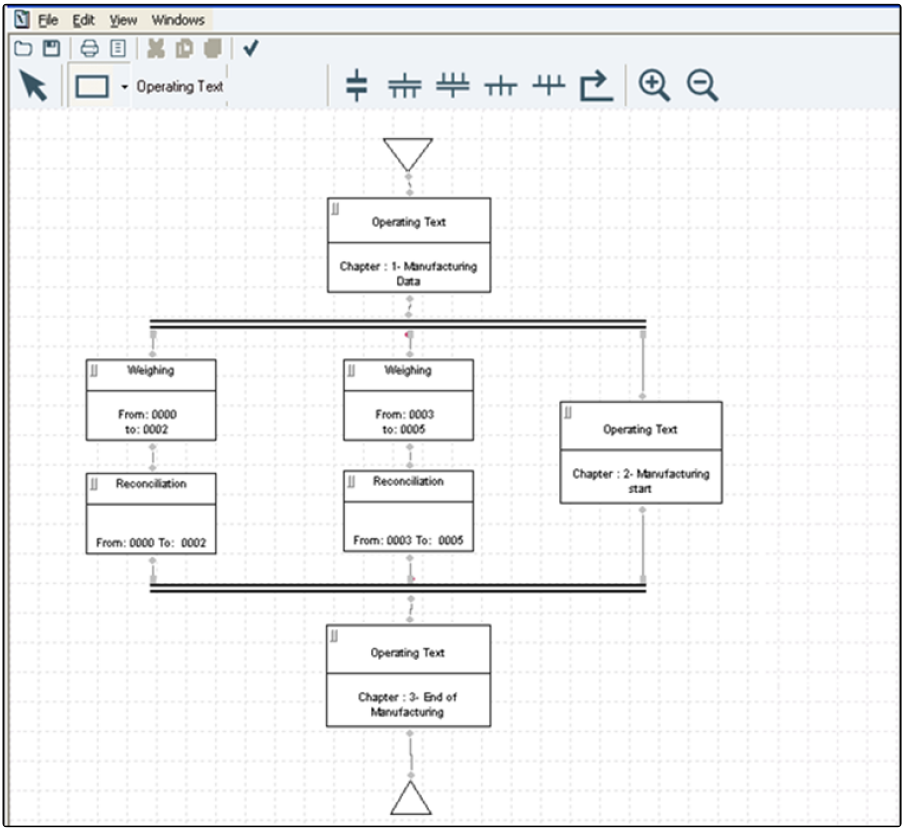 File Edit View Windows
Operating Text
Operating Text
Chapter : 1- Manufacturing
Data
Weighing
From: 0000
to: 0002
Weighing
From: 0003
to: 0005
Operating Text
Chapter : 2- Manufacturing
start
Reconciliation
From: 0000 To: 0002
Reconciliation
From: 0003 To: 0005
Operating Text
Chapter : 3- End of
Manufacturing